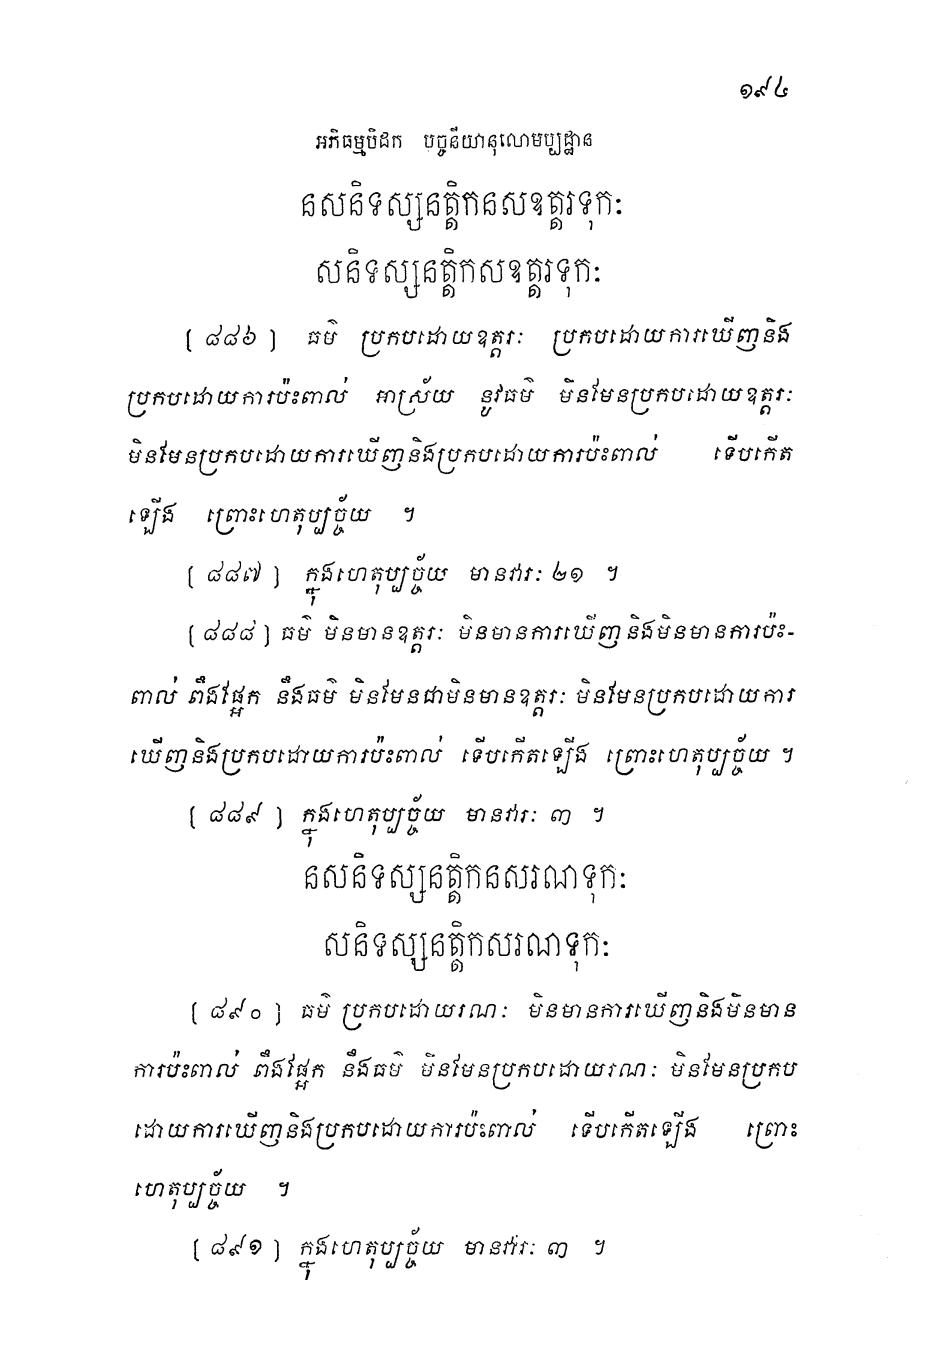 ១៩៤
អភិធម្មបិដក បច្ចនីយានុលោមប្បដ្ឋាន
នសនិទស្សនត្តិកនសឧត្តរទុកៈ
សនិទស្សនត្តិកសឧត្តរទុកៈ
[ ៨៨៦ ] ធម៌ ប្រកបដោយឧត្តរៈ ប្រកបដោយការឃើញនិង
ប្រកបដោយការប៉ះពាល់ អាស្រ័យ នូវធម៌ មិនមែនប្រកបដោយឧត្តរៈ
មិនមែនប្រកបដោយការឃើញនិងប្រកបដោយការប៉ះពាល់ ទើបកើត
ឡើង ព្រោះហេតុប្បច្ច័យ ។
[ ៨៨៧ ] ក្នុងហេតុប្បច្ច័យ មានវារៈ ២១ ។
[ ៨៨៨ ] ធម៌ មិនមានឧត្តរៈ មិនមានការឃើញនិងមិនមានការប៉ះ-
ពាល់ ពឹងផ្អែក នឹងធម៌ មិនមែនជាមិនមានឧត្តរៈ មិនមែនប្រកបដោយការ
ឃើញនិងប្រកបដោយការប៉ះពាល់ ទើបកើតឡើង ព្រោះហេតុប្បច្ច័យ ។
[ ៨៨៩ ] ក្នុងហេតុប្បច្ច័យ មានវារៈ ៣ ។
នសនិទស្សនត្តិកនសរណទុកៈ
សនិទស្សនត្តិកសរណទុកៈ
[ ៨៩០ ] ធម៌ ប្រកបដោយរណៈ មិនមានការឃើញនិងមិនមាន
ការប៉ះពាល់ ពឹងផ្អែក នឹងធម៌ មិនមែនប្រកបដោយរណៈ មិនមែនប្រកប
ដោយការឃើញនិងប្រកបដោយការប៉ះពាល់ ទើបកើតឡើង ព្រោះ
ហេតុប្បច្ច័យ ។
[ ៨៩១ ] ក្នុងហេតុប្បច្ច័យ មានវារៈ ៣ ។